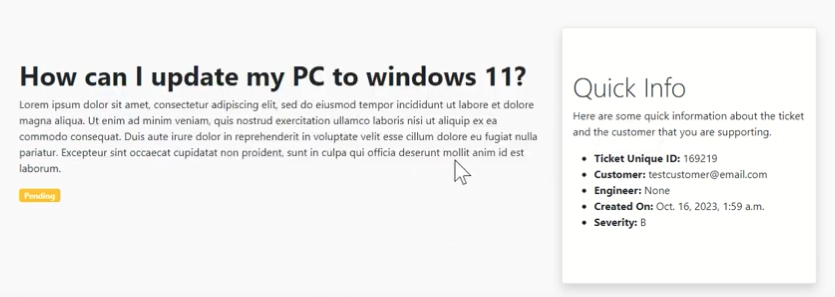 How can I update my PC to windows 11?
Lorem ipsum dolor sit amet, consectetur adipiscing elit, sed do eiusmod tempor incididunt ut labore et dolore
magna aliqua. Ut enim ad minim veniam, quis nostrud exercitation ullamco laboris nisi ut aliquip ex ea
commodo consequat. Duis aute irure dolor in reprehenderit in voluptate velit esse cillum dolore eu fugiat nulla
pariatur. Excepteur sint occaecat cupidatat non proident, sunt in culpa qui officia deserunt mollit anim id est
laborum.
Pending
Quick Info
Here are some quick information about the ticket
and the customer that you are supporting.
• Ticket Unique ID: 169219
• Customer: testcustomer@email.com
• Engineer: None
• Created On: Oct. 16, 2023, 1:59 a.m.
• Severity: B